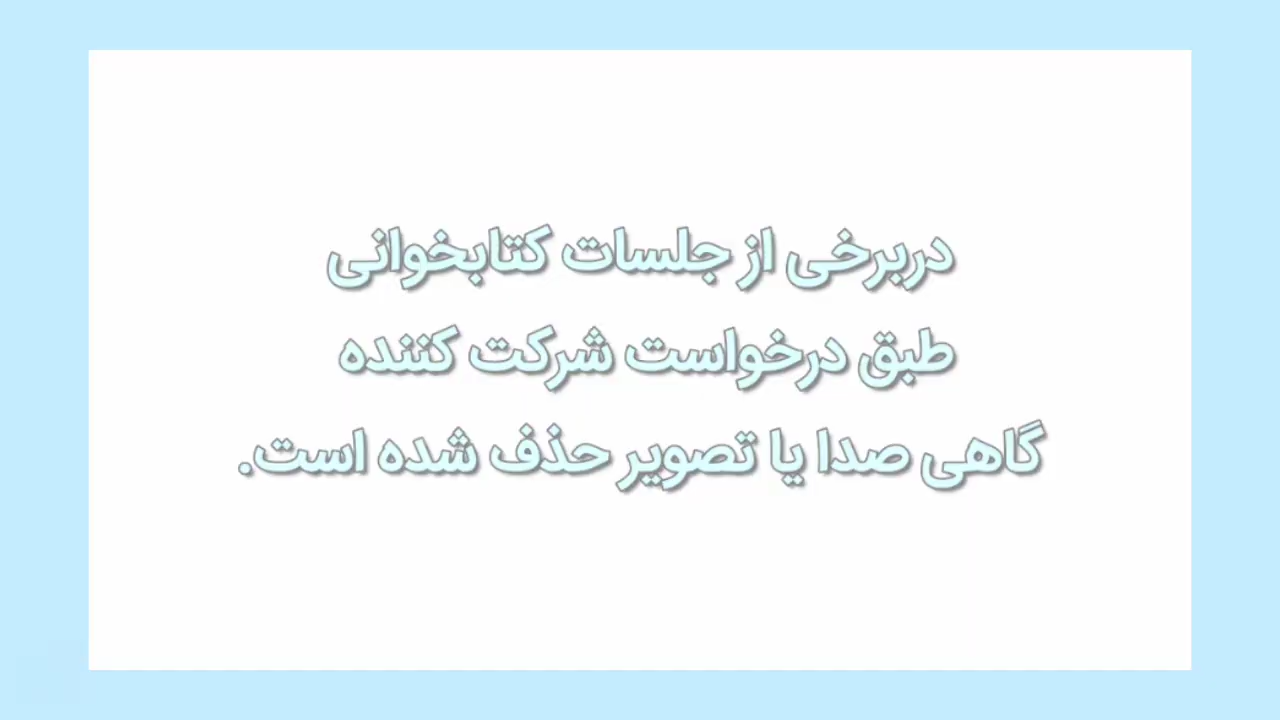 دربرخی از جلسات کتابخوانی
طبق درخواست شرکت کننده
گاهی صدا یا تصویر حذف شده است.